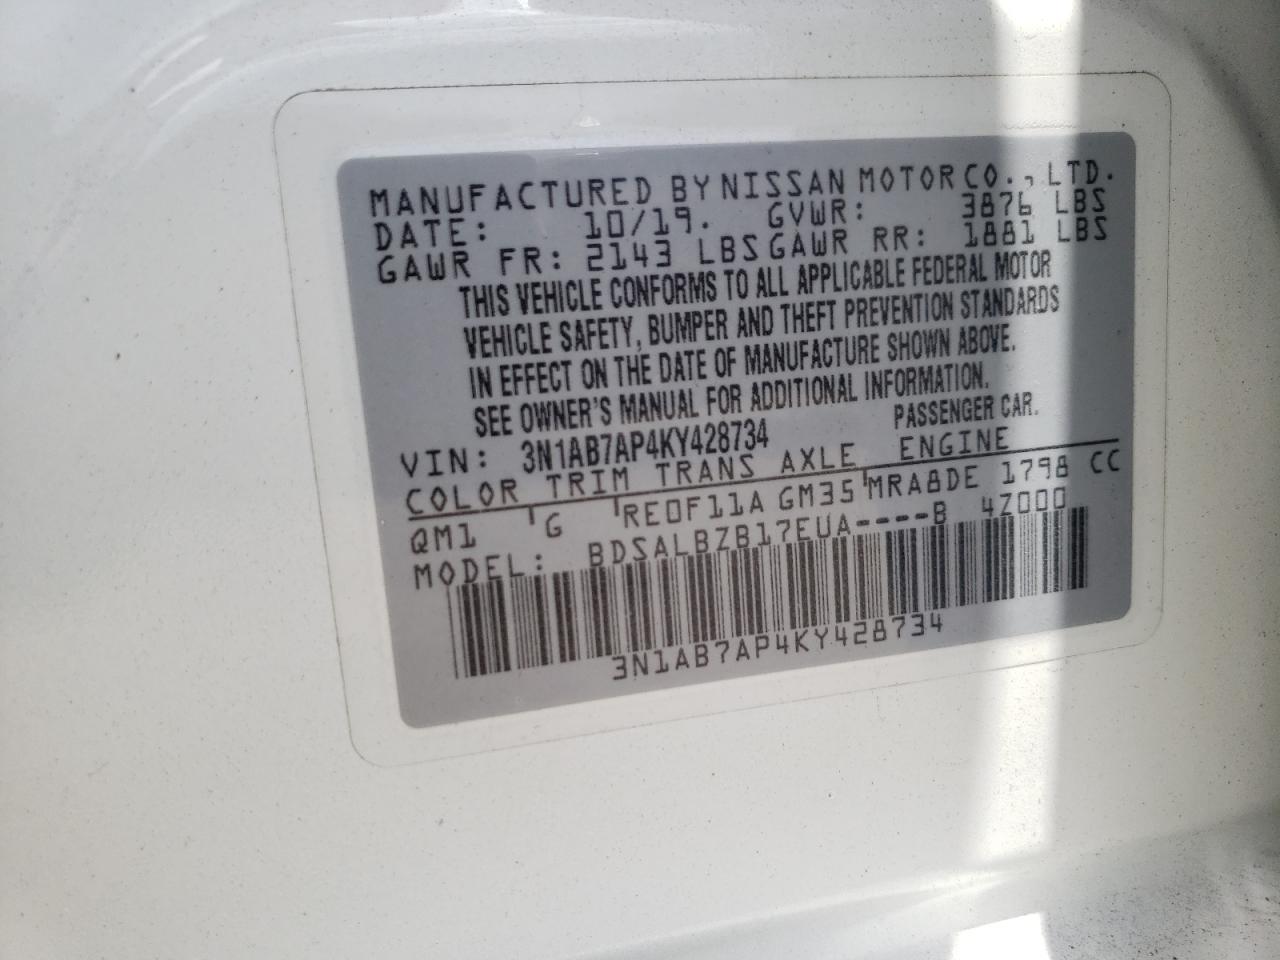 MANUFACTURED BY NISSAN MOTOR CO., LTD.
DATE: 10/19. GVWR: 3876 LBS
GAWR FR: 2143 LBS GAWR RR: 1881 LBS
THIS VEHICLE CONFORMS TO ALL APPLICABLE FEDERAL MOTOR
VEHICLE SAFETY, BUMPER AND THEFT PREVENTION STANDARDS
IN EFFECT ON THE DATE OF MANUFACTURE SHOWN ABOVE.
SEE OWNER'S MANUAL FOR ADDITIONAL INFORMATION.
VIN: 3N1AB7AP4KY428734 PASSENGER CAR.
COLOR TRIM TRANS AXLE ENGINE
QM1 G RE0F11A GM35 MRA8DE 1798 CC
MODEL: BDSALBZB17EUA----B 4Z000
3N1AB7AP4KY428734